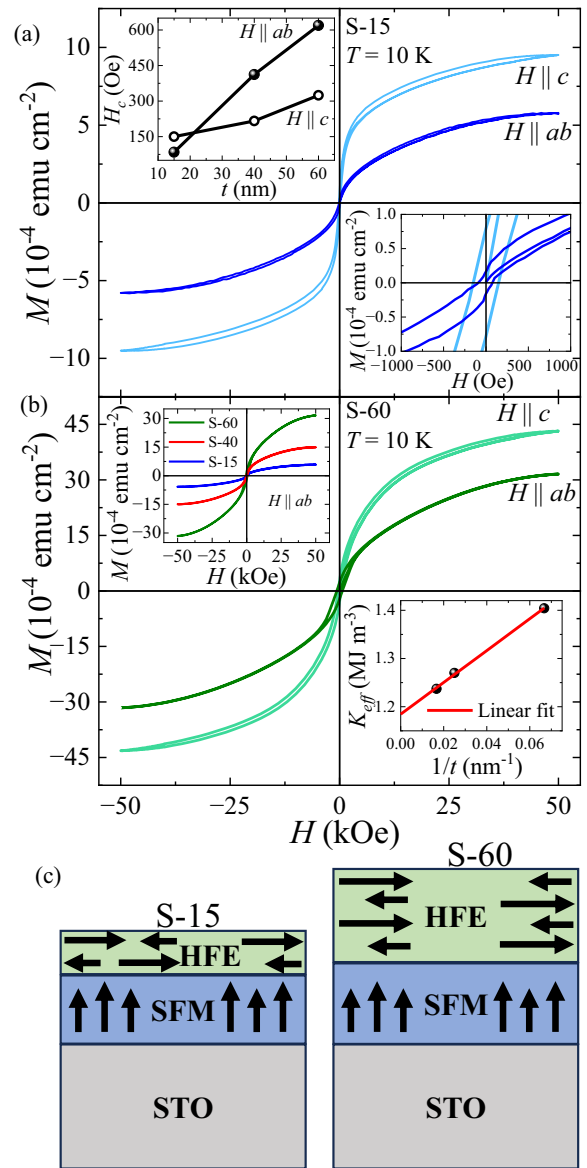 (a)
S-15
T = 10 K
H || c
H || ab
M (10⁻⁴ emu cm⁻²)
10
5
0
−5
−10
H_c (Oe)
600
450
300
150
H || ab
H || c
10 20 30 40 50 60
t (nm)
M (10⁻⁴ emu cm⁻²)
1.0
0.5
0.0
-0.5
-1.0
-1000 -500 0 500 1000
H (Oe)
(b)
S-60
T = 10 K
H || c
H || ab
M (10⁻⁴ emu cm⁻²)
45
30
15
0
−15
−30
−45
M (10⁻⁴ emu cm⁻²)
30
15
0
−15
−30
S-60
S-40
S-15
H || ab
−50 −25 0 25 50
H (kOe)
K_eff (MJ m⁻³)
1.4
1.3
1.2
Linear fit
0.00 0.02 0.04 0.06
1/t (nm⁻¹)
−50 −25 0 25 50
H (kOe)
(c)
S-15
HFE
SFM
STO
S-60
HFE
SFM
STO